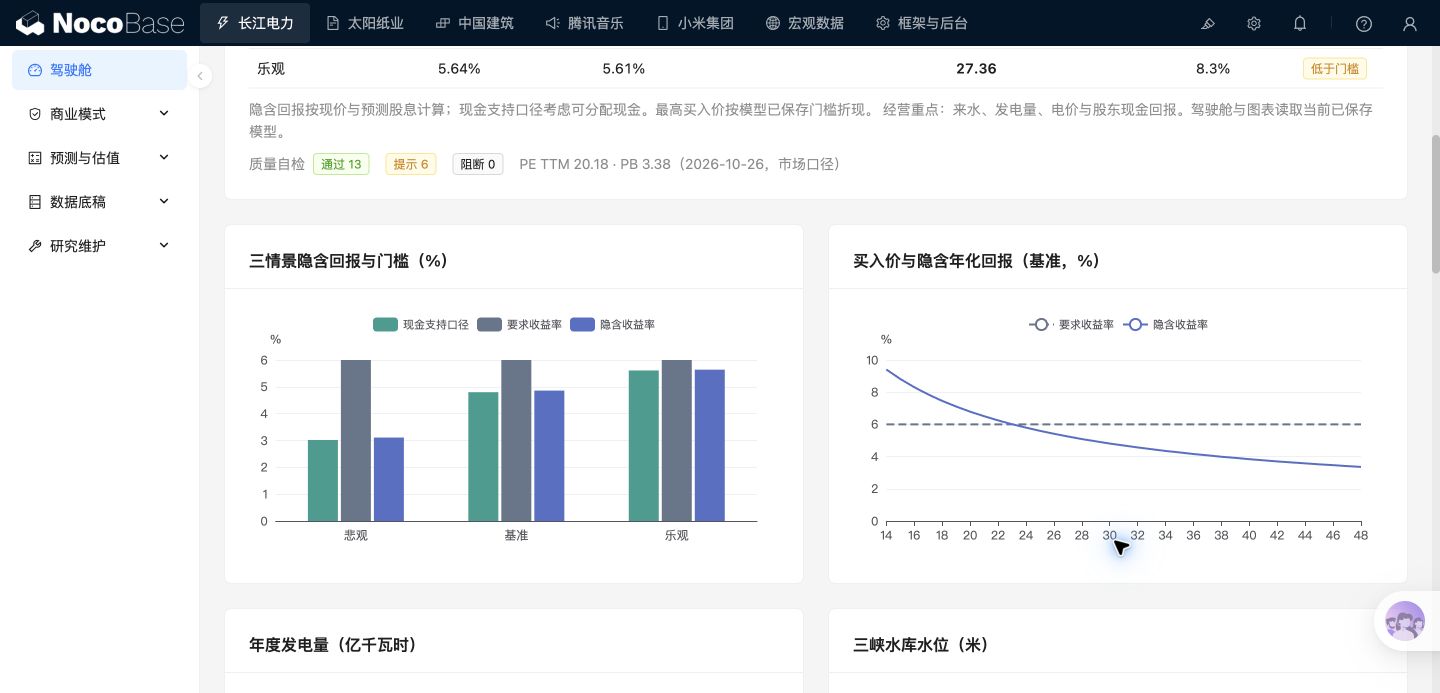 NocoBase
长江电力
太阳纸业
中国建筑
腾讯音乐
小米集团
宏观数据
框架与后台
驾驶舱
商业模式
预测与估值
数据底稿
研究维护
乐观 5.64% 5.61% 27.36 8.3% 低于门槛
隐含回报按现价与预测股息计算；现金支持口径考虑可分配现金。最高买入价按模型已保存门槛折现。 经营重点：来水、发电量、电价与股东现金回报。驾驶舱与图表读取当前已保存
模型。
质量自检 通过 13 提示 6 阻断 0 PE TTM 20.18 · PB 3.38（2026-10-26，市场口径）
三情景隐含回报与门槛（%）
现金支持口径 要求收益率 隐含收益率
%
6
5
4
3
2
1
0
悲观 基准 乐观
买入价与隐含年化回报（基准，%）
要求收益率 隐含收益率
%
10
8
6
4
2
0
14 16 18 20 22 24 26 28 30 32 34 36 38 40 42 44 46 48
年度发电量（亿千瓦时）
三峡水库水位（米）